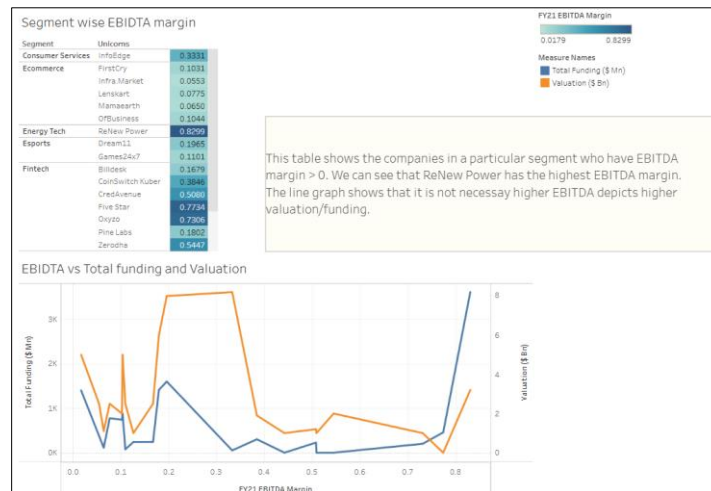 Segment wise EBIDTA margin
Segment Unicorns
Consumer Services InfoEdge 0.3331
Ecommerce FirstCry 0.1031
Infra.Market 0.0553
Lenskart 0.0775
Mamaearth 0.0650
OfBusiness 0.1044
Energy Tech ReNew Power 0.8299
Esports Dream11 0.1965
Games24x7 0.1101
Fintech Billdesk 0.1679
CoinSwitch Kuber 0.3846
CredAvenue 0.5080
Five Star 0.7734
Oxyzo 0.7306
Pine Labs 0.1802
Zerodha 0.5447
FY21 EBITDA Margin
0.0179 0.8299
Measure Names
Total Funding ($ Mn)
Valuation ($ Bn)
This table shows the companies in a particular segment who have EBITDA
margin > 0. We can see that ReNew Power has the highest EBITDA margin.
The line graph shows that it is not necessay higher EBITDA depicts higher
valuation/funding.
EBIDTA vs Total funding and Valuation
Total Funding ($ Mn)
3K
2K
1K
0K
8
6
4
2
0
Valuation ($ Bn)
0.0 0.1 0.2 0.3 0.4 0.5 0.6 0.7 0.8
FY21 EBITDA Margin